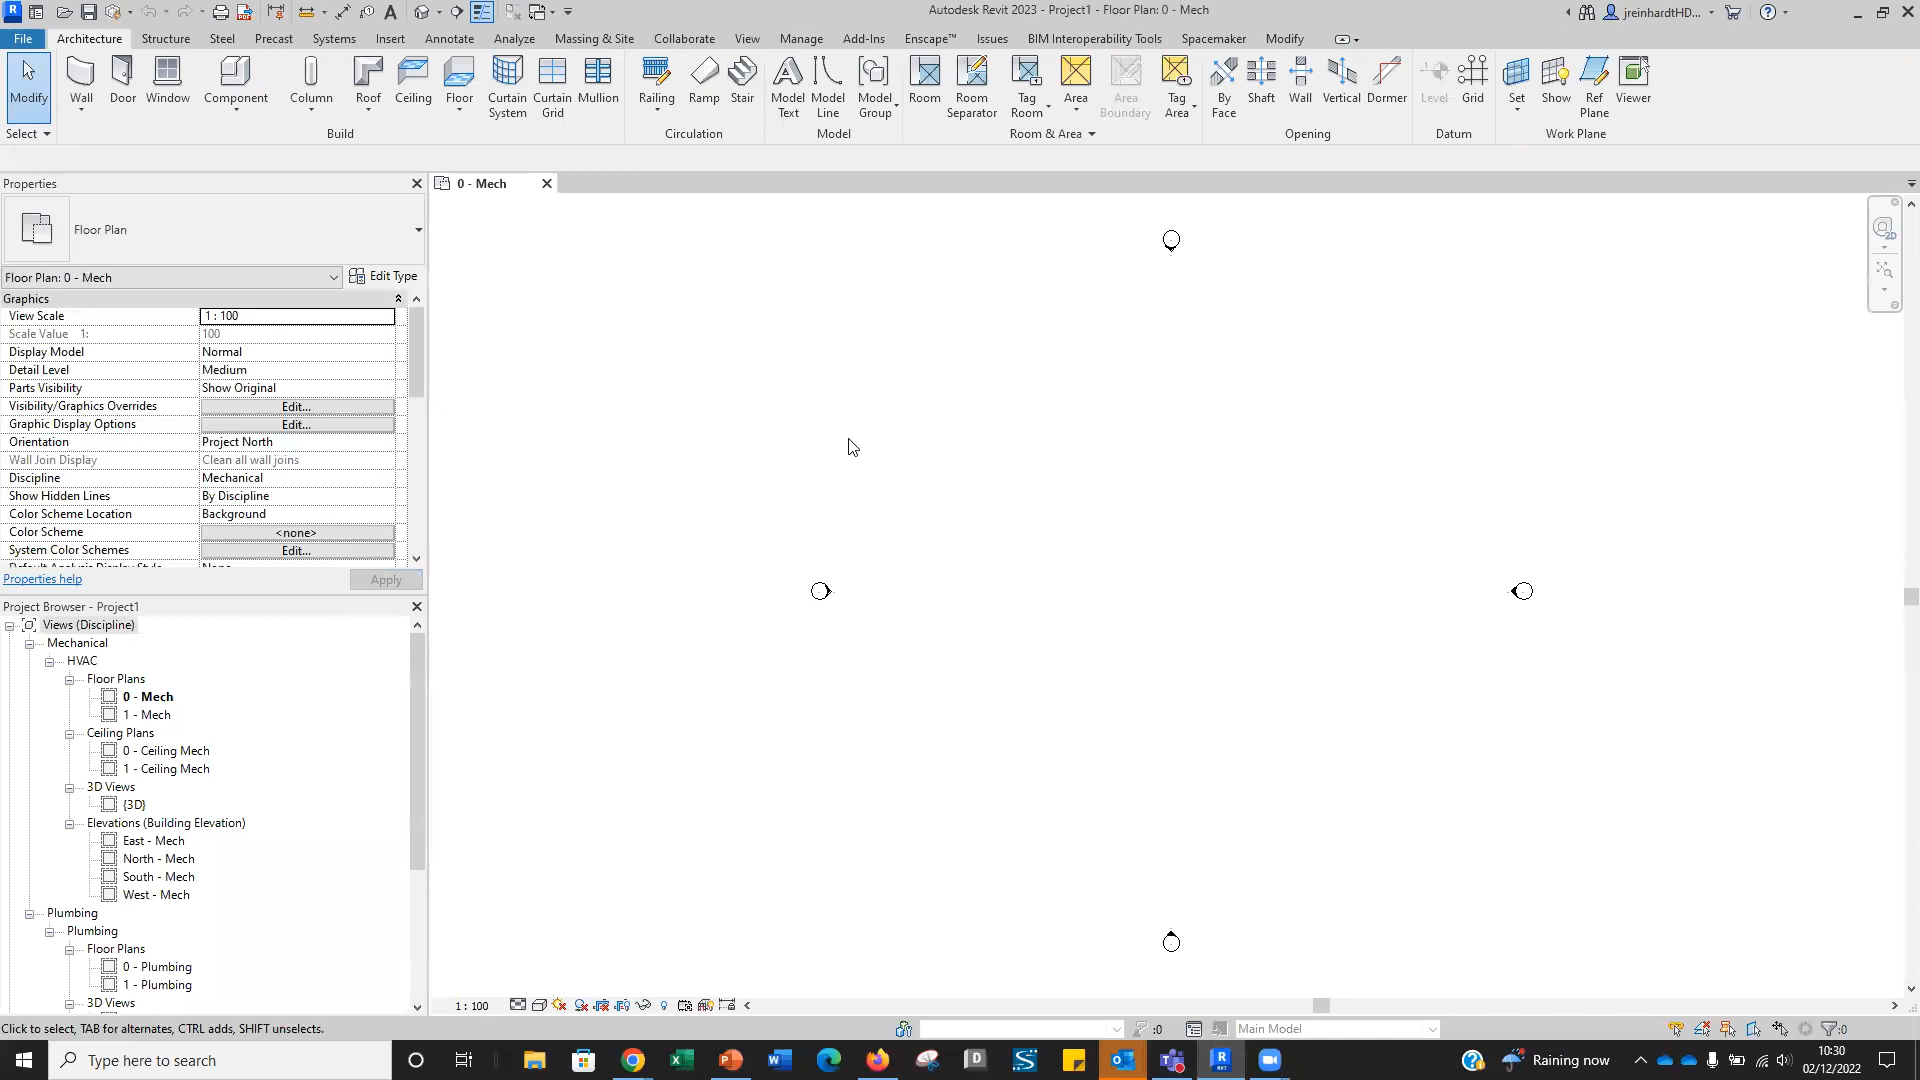 Autodesk Revit 2023 - Project1 - Floor Plan: 0 - Mech
jreinhardtHD...
File Architecture Structure Steel Precast Systems Insert Annotate Analyze Massing & Site Collaborate View Manage Add-Ins Enscape™ Issues BIM Interoperability Tools Spacemaker Modify
Modify Wall Door Window Component Column Roof Ceiling Floor Curtain System Curtain Grid Mullion Railing Ramp Stair Model Text Model Line Model Group Room Room Separator Tag Room Area Area Boundary Tag Area By Face Shaft Wall Vertical Dormer Level Grid Set Show Ref Plane Viewer
Select Build Circulation Model Room & Area Opening Datum Work Plane
Properties
0 - Mech
Floor Plan
Floor Plan: 0 - Mech
Edit Type
Graphics
View Scale 1 : 100
Scale Value 1: 100
Display Model Normal
Detail Level Medium
Parts Visibility Show Original
Visibility/Graphics Overrides Edit...
Graphic Display Options Edit...
Orientation Project North
Wall Join Display Clean all wall joins
Discipline Mechanical
Show Hidden Lines By Discipline
Color Scheme Location Background
Color Scheme <none>
System Color Schemes Edit...
Properties help Apply
Project Browser - Project1
Views (Discipline)
Mechanical
HVAC
Floor Plans
0 - Mech
1 - Mech
Ceiling Plans
0 - Ceiling Mech
1 - Ceiling Mech
3D Views
{3D}
Elevations (Building Elevation)
East - Mech
North - Mech
South - Mech
West - Mech
Plumbing
Plumbing
Floor Plans
0 - Plumbing
1 - Plumbing
3D Views
1 : 100
Click to select, TAB for alternates, CTRL adds, SHIFT unselects.
:0
Main Model
:0
Type here to search
Raining now
10:30
02/12/2022